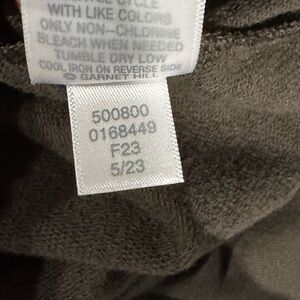 CYCLE
WITH LIKE COLORS
ONLY NON-CHLORINE
BLEACH WHEN NEEDED
TUMBLE DRY LOW
COOL IRON ON REVERSE SIDE
© GARNET HILL
500800
0168449
F23
5/23